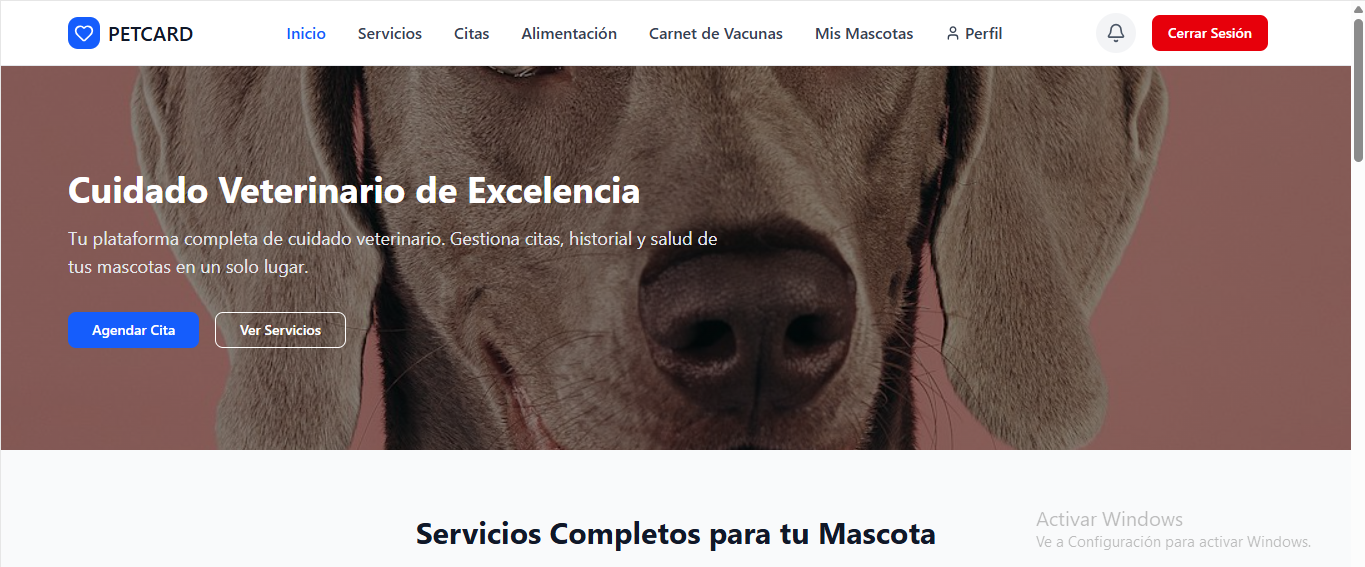 PETCARD
Inicio
Servicios
Citas
Alimentación
Carnet de Vacunas
Mis Mascotas
Perfil
Cerrar Sesión
Cuidado Veterinario de Excelencia
Tu plataforma completa de cuidado veterinario. Gestiona citas, historial y salud de
tus mascotas en un solo lugar.
Agendar Cita
Ver Servicios
Servicios Completos para tu Mascota
Activar Windows
Ve a Configuración para activar Windows.